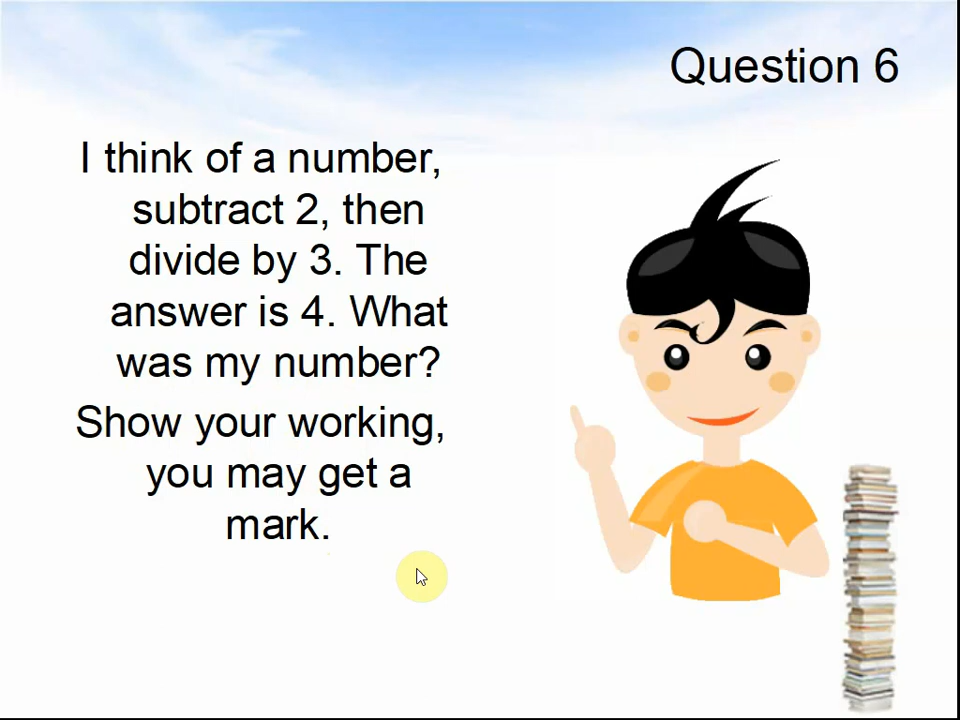 Question 6
I think of a number,
subtract 2, then
divide by 3. The
answer is 4. What
was my number?
Show your working,
you may get a
mark.